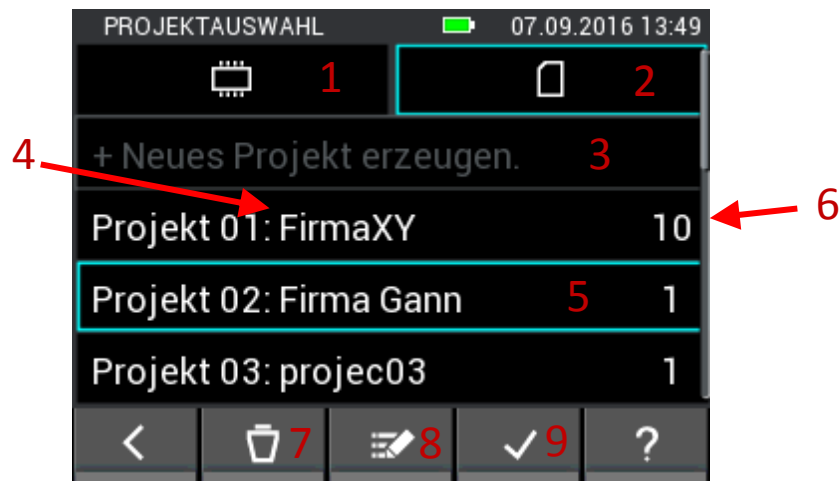 PROJEKTAUSWAHL 07.09.2016 13:49
1 2
4 + Neues Projekt erzeugen. 3
Projekt 01: FirmaXY 10 6
Projekt 02: Firma Gann 5 1
Projekt 03: projec03 1
7 8 9 ?